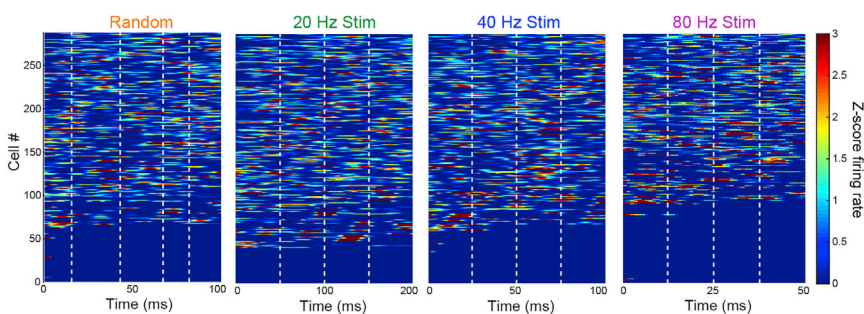 Random 20 Hz Stim 40 Hz Stim 80 Hz Stim
Cell #
250
200
150
100
50
0
0 50 100
0 100 200
0 50 100
0 25 50
Time (ms) Time (ms) Time (ms) Time (ms)
3
2.5
2
1.5
1
0.5
0
Z-score firing rate